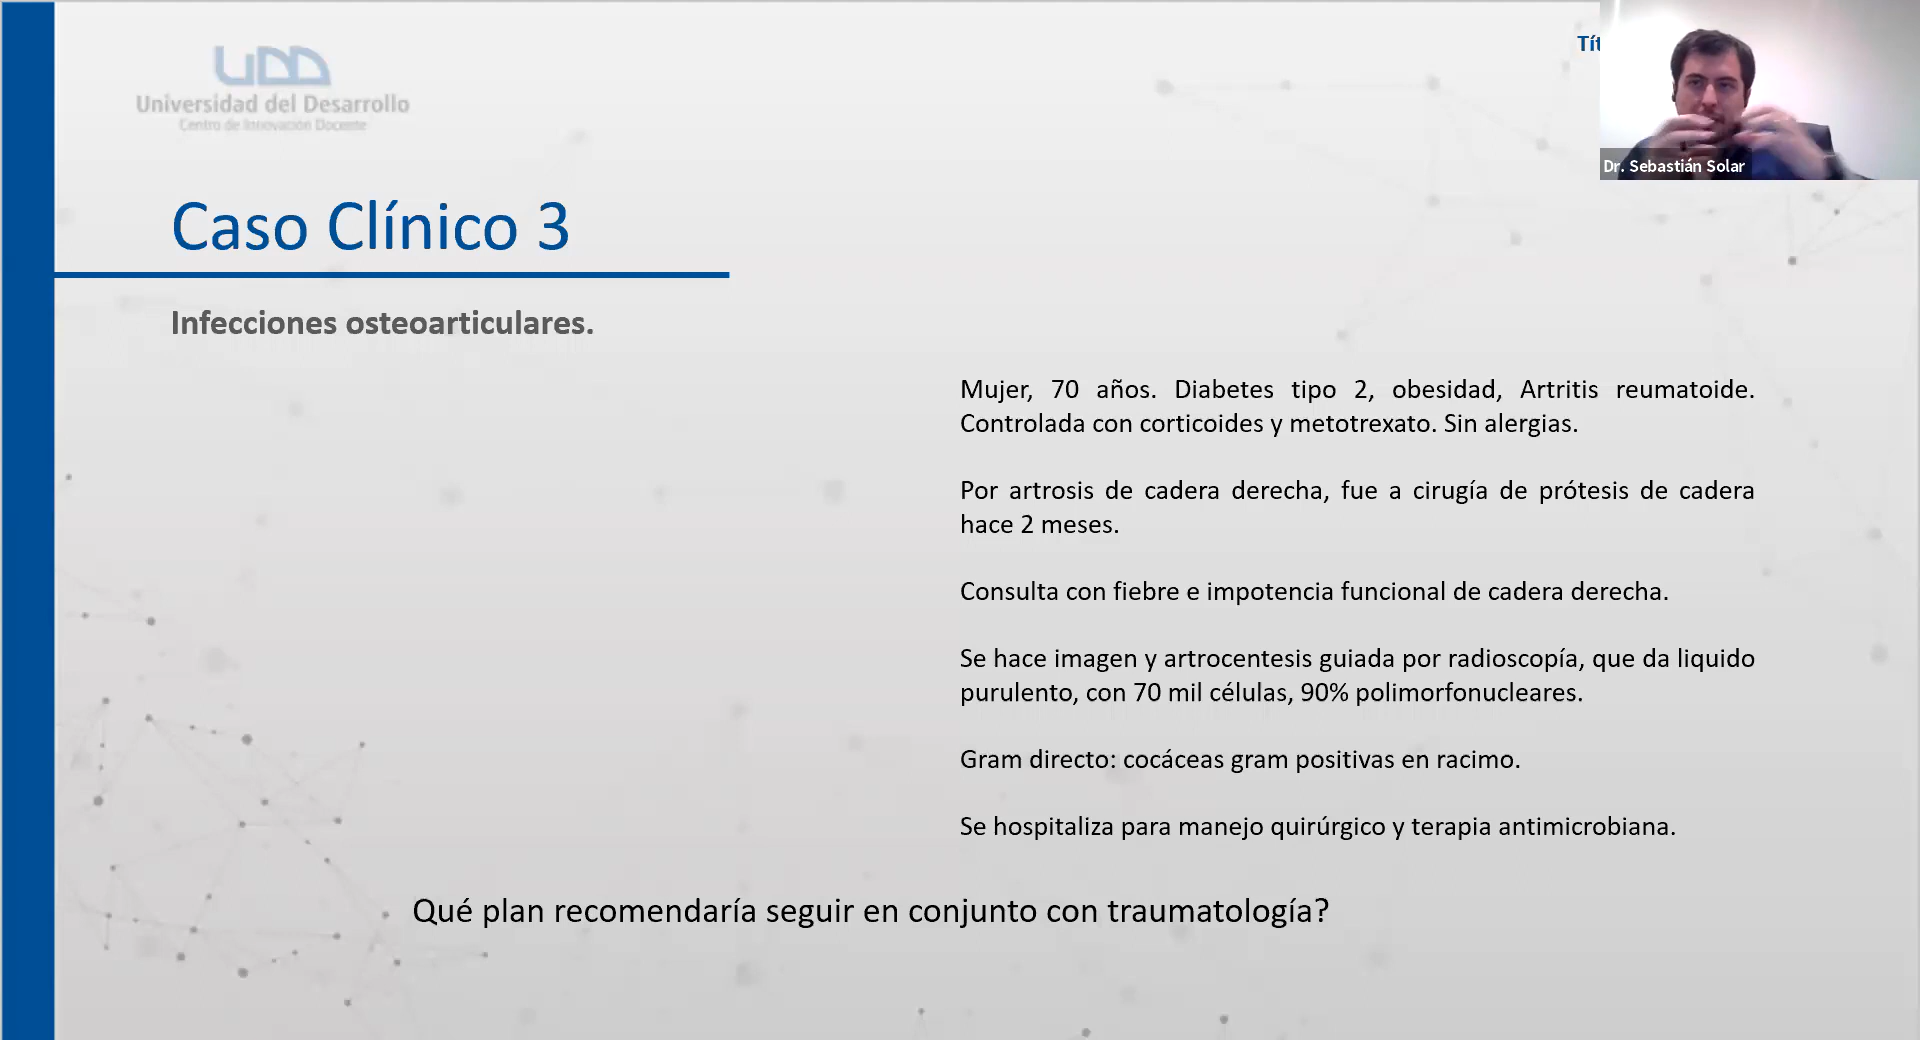 UDD
Universidad del Desarrollo
Centro de Innovación Docente
Dr. Sebastián Solar
Caso Clínico 3
Infecciones osteoarticulares.
Mujer, 70 años. Diabetes tipo 2, obesidad, Artritis reumatoide.
Controlada con corticoides y metotrexato. Sin alergias.
Por artrosis de cadera derecha, fue a cirugía de prótesis de cadera
hace 2 meses.
Consulta con fiebre e impotencia funcional de cadera derecha.
Se hace imagen y artrocentesis guiada por radioscopía, que da liquido
purulento, con 70 mil células, 90% polimorfonucleares.
Gram directo: cocáceas gram positivas en racimo.
Se hospitaliza para manejo quirúrgico y terapia antimicrobiana.
Qué plan recomendaría seguir en conjunto con traumatología?